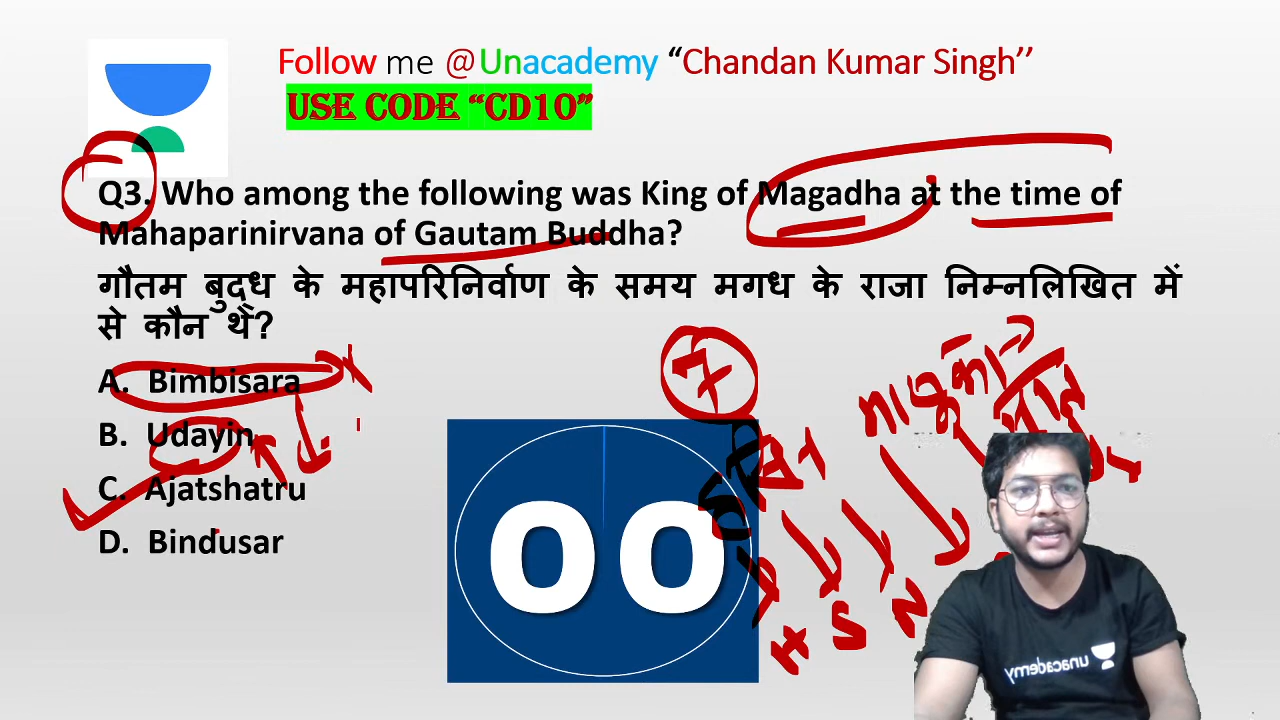 Follow me @Unacademy “Chandan Kumar Singh’’
USE CODE “CD10”
Q3. Who among the following was King of Magadha at the time of
Mahaparinirvana of Gautam Buddha?
गौतम बुद्ध के महापरिनिर्वाण के समय मगध के राजा निम्नलिखित में
से कौन थे?
A. Bimbisara
B. Udayin
C. Ajatshatru
D. Bindusar
7
00
H S N
unacademy